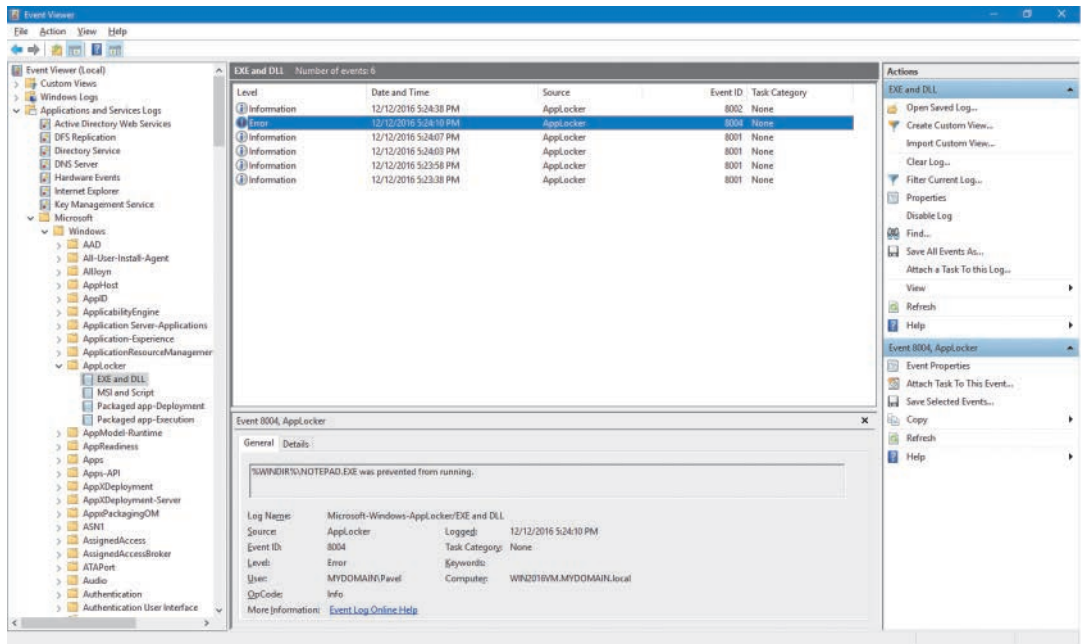 Event Viewer
File Action View Help
Event Viewer (Local)
Custom Views
Windows Logs
Applications and Services Logs
Active Directory Web Services
DFS Replication
Directory Service
DNS Server
Hardware Events
Internet Explorer
Key Management Service
Microsoft
Windows
AAD
All-User-Install-Agent
AllJoyn
AppHost
AppID
ApplicabilityEngine
Application Server-Applications
Application-Experience
ApplicationResourceManagemer
AppLocker
EXE and DLL
MSI and Script
Packaged app-Deployment
Packaged app-Execution
AppModel-Runtime
AppReadiness
Apps
Apps-API
AppXDeployment
AppXDeployment-Server
AppxPackagingOM
ASN1
AssignedAccess
AssignedAccessBroker
ATAPort
Audio
Authentication
Authentication User Interface
EXE and DLL Number of events: 6
Level Date and Time Source Event ID Task Category
Information 12/12/2016 5:24:38 PM AppLocker 8002 None
Error 12/12/2016 5:24:10 PM AppLocker 8004 None
Information 12/12/2016 5:24:07 PM AppLocker 8001 None
Information 12/12/2016 5:24:03 PM AppLocker 8001 None
Information 12/12/2016 5:23:58 PM AppLocker 8001 None
Information 12/12/2016 5:23:38 PM AppLocker 8001 None
Event 8004, AppLocker
General Details
%WINDIR%\NOTEPAD.EXE was prevented from running.
Log Name: Microsoft-Windows-AppLocker/EXE and DLL
Source: AppLocker Logged: 12/12/2016 5:24:10 PM
Event ID: 8004 Task Category: None
Level: Error Keywords:
User: MYDOMAIN\Pavel Computer: WIN2016VM.MYDOMAIN.local
OpCode: Info
More Information: Event Log Online Help
Actions
EXE and DLL
Open Saved Log...
Create Custom View...
Import Custom View...
Clear Log...
Filter Current Log...
Properties
Disable Log
Find...
Save All Events As...
Attach a Task To this Log...
View
Refresh
Help
Event 8004, AppLocker
Event Properties
Attach Task To This Event...
Save Selected Events...
Copy
Refresh
Help